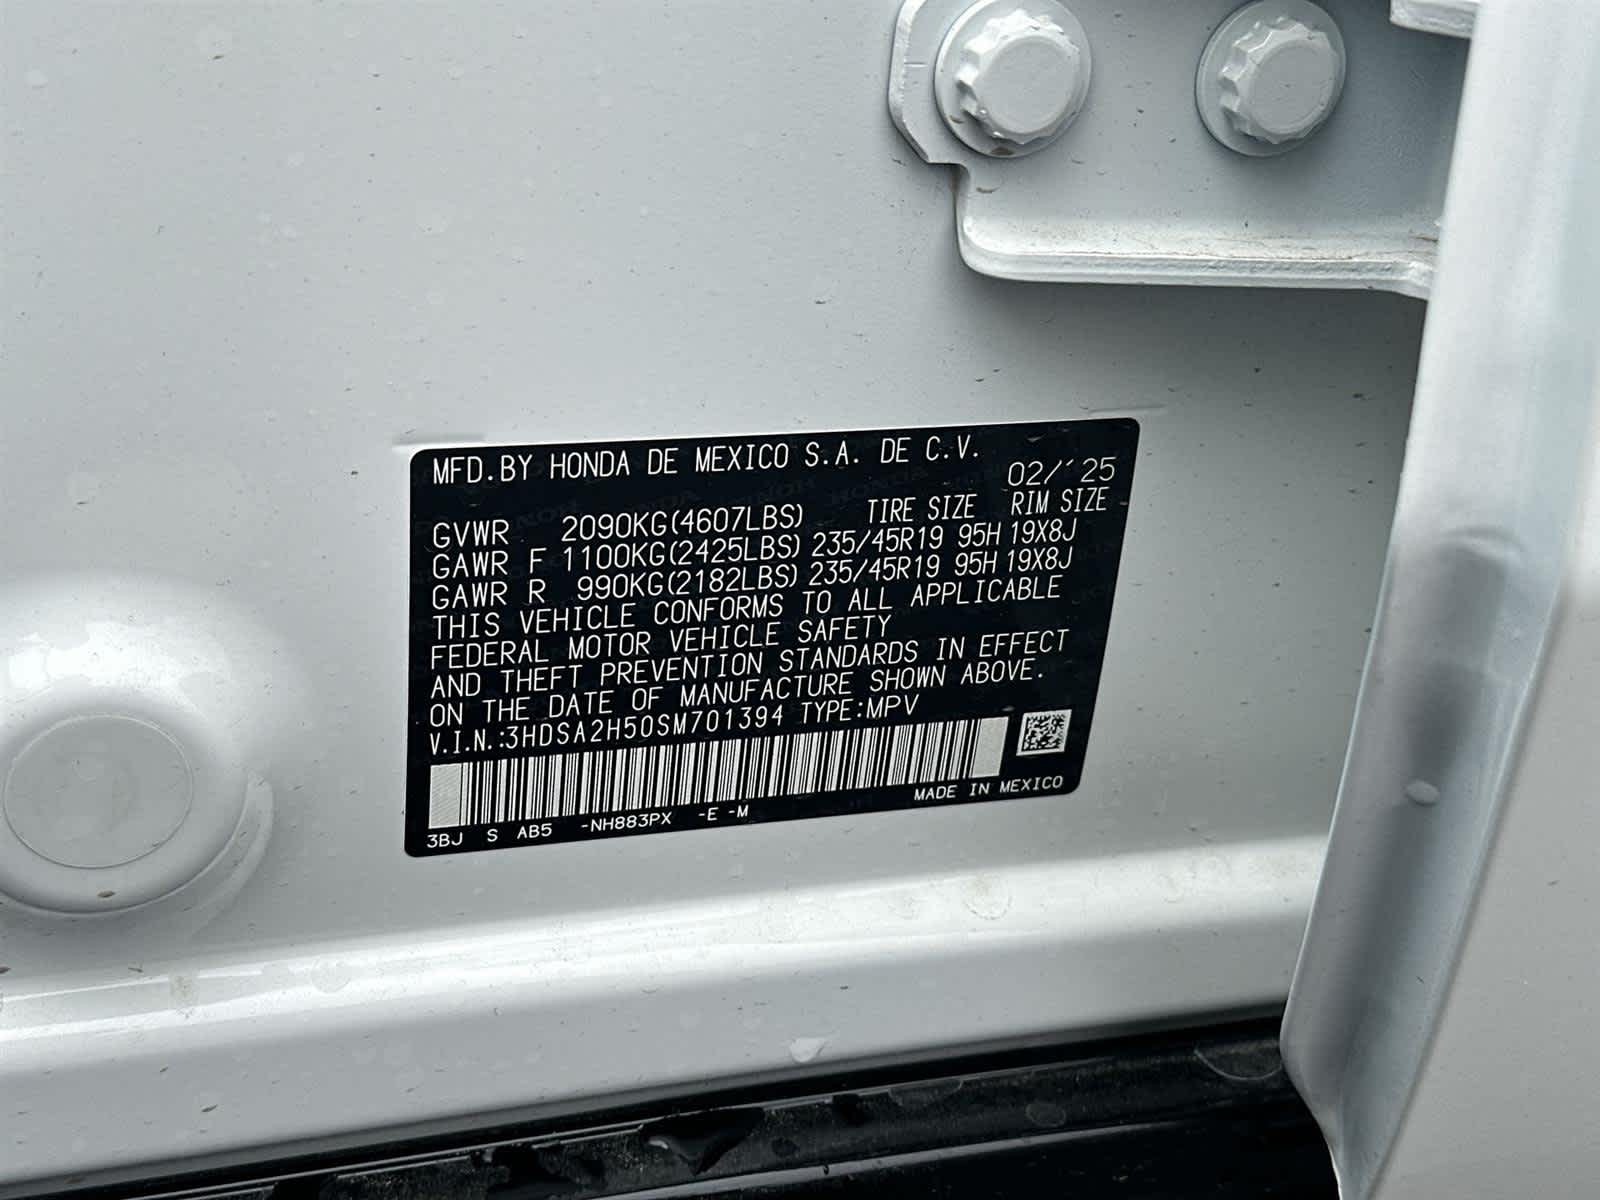 MFD.BY HONDA DE MEXICO S.A. DE C.V.
02/´25
GVWR 2090KG(4607LBS) TIRE SIZE RIM SIZE
GAWR F 1100KG(2425LBS) 235/45R19 95H 19X8J
GAWR R 990KG(2182LBS) 235/45R19 95H 19X8J
THIS VEHICLE CONFORMS TO ALL APPLICABLE
FEDERAL MOTOR VEHICLE SAFETY
AND THEFT PREVENTION STANDARDS IN EFFECT
ON THE DATE OF MANUFACTURE SHOWN ABOVE.
V.I.N.:3HDSA2H50SM701394 TYPE:MPV
MADE IN MEXICO
3BJ S AB5 -NH883PX -E -M